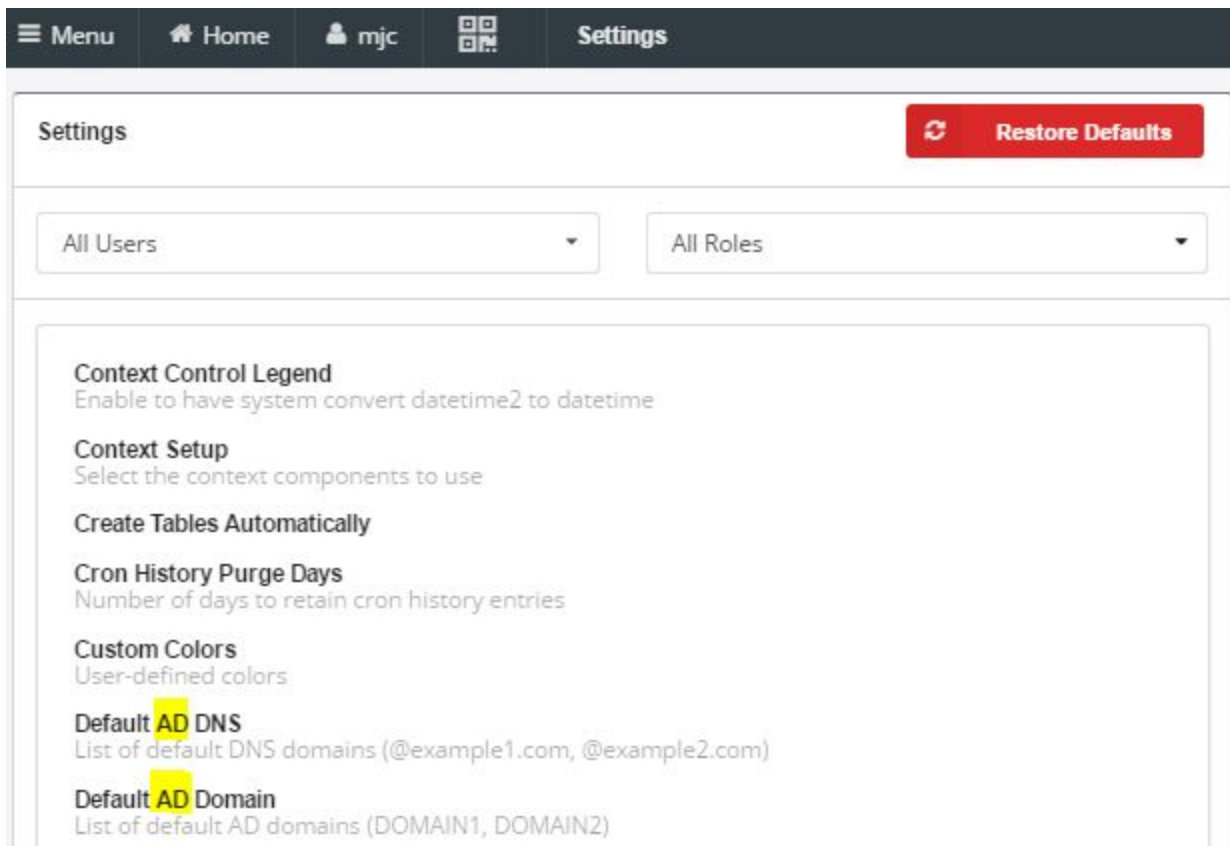 Menu Home mjc Settings
Settings Restore Defaults
All Users All Roles
Context Control Legend
Enable to have system convert datetime2 to datetime
Context Setup
Select the context components to use
Create Tables Automatically
Cron History Purge Days
Number of days to retain cron history entries
Custom Colors
User-defined colors
Default AD DNS
List of default DNS domains (@example1.com, @example2.com)
Default AD Domain
List of default AD domains (DOMAIN1, DOMAIN2)